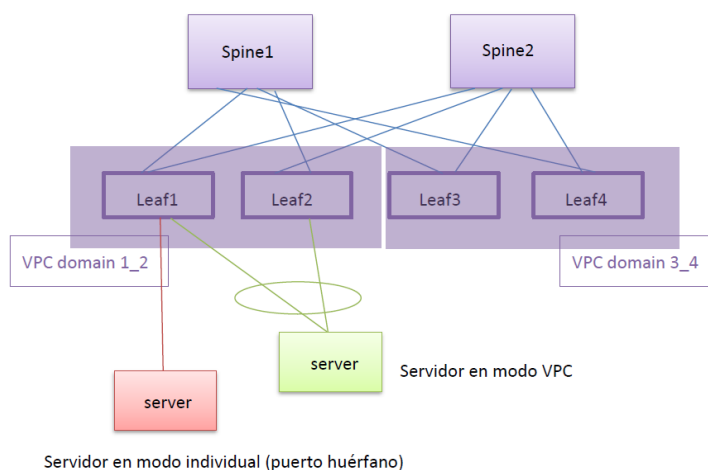 Spine1
Spine2
Leaf1
Leaf2
Leaf3
Leaf4
VPC domain 1_2
VPC domain 3_4
server
Servidor en modo VPC
server
Servidor en modo individual (puerto huérfano)